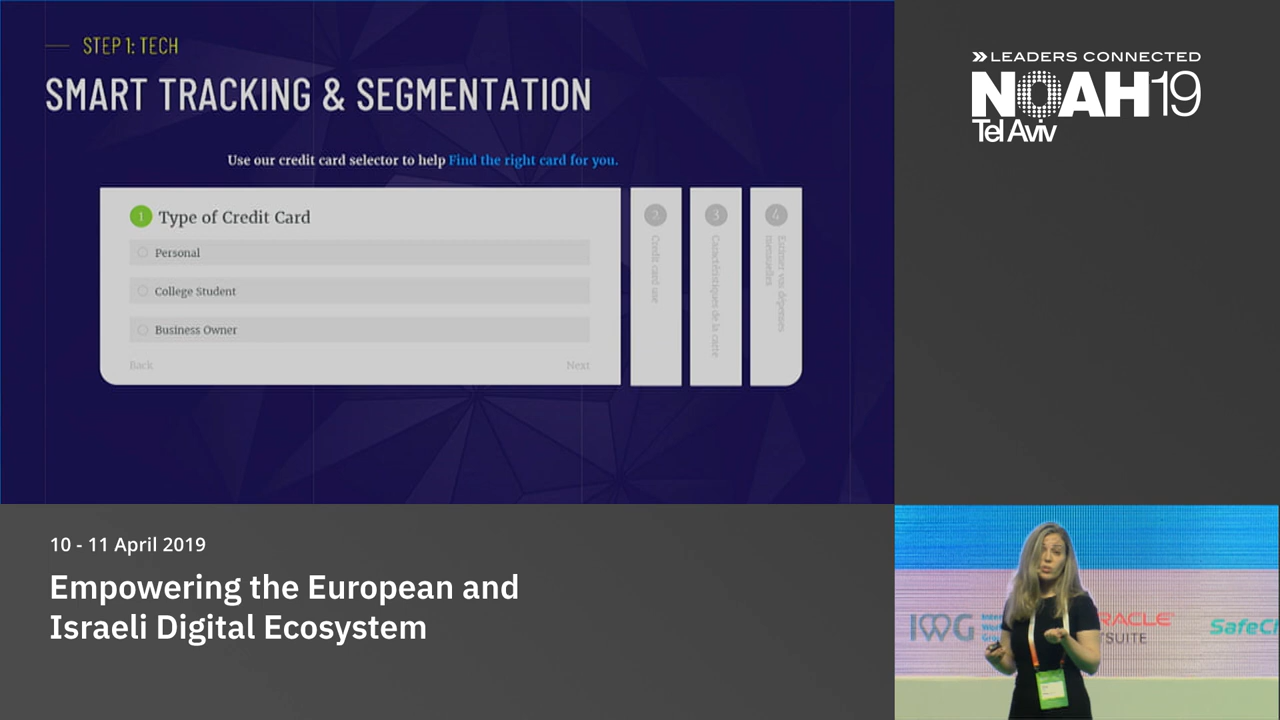 STEP 1: TECH
SMART TRACKING & SEGMENTATION
Use our credit card selector to help Find the right card for you.
1 Type of Credit Card
Personal
College Student
Business Owner
Back
Next
2 Credit card use
3 Caractéristiques de la carte
4 Estimer vos dépenses
mensuelles
LEADERS CONNECTED
NOAH19
Tel Aviv
10 - 11 April 2019
Empowering the European and
Israeli Digital Ecosystem
IWG